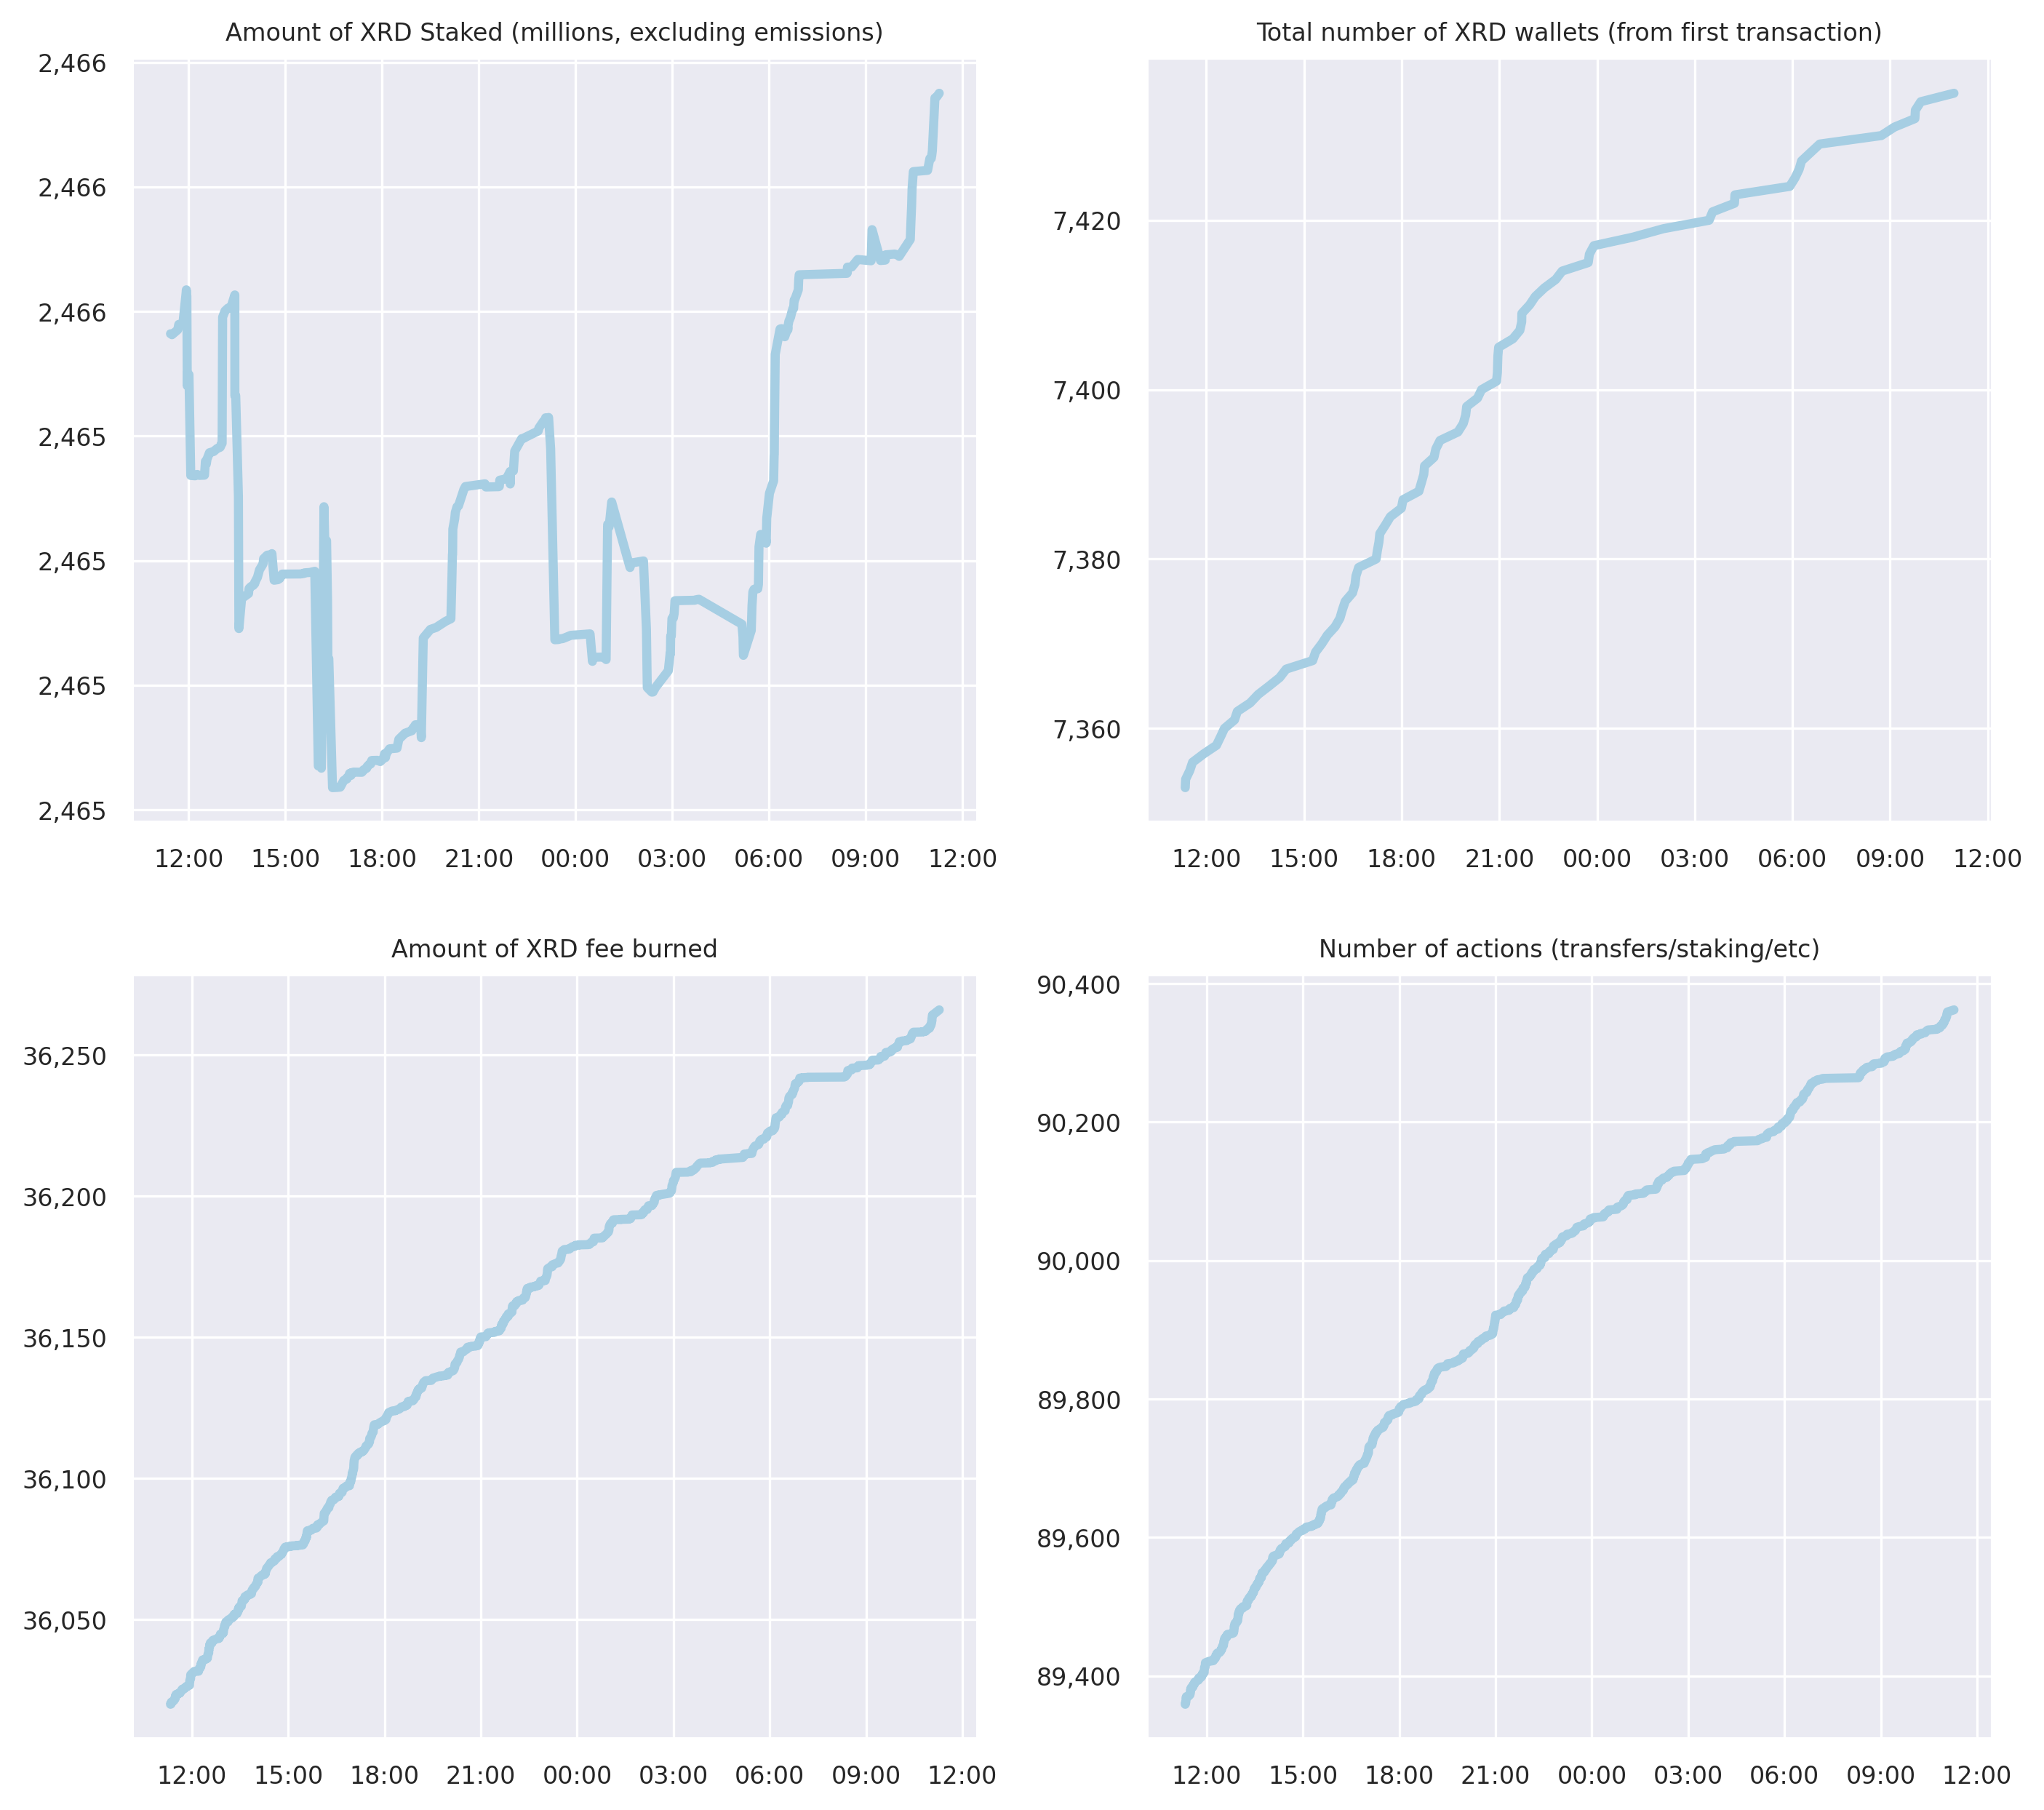 Amount of XRD Staked (millions, excluding emissions)
2,466
2,466
2,466
2,465
2,465
2,465
2,465
12:00 15:00 18:00 21:00 00:00 03:00 06:00 09:00 12:00
Total number of XRD wallets (from first transaction)
7,420
7,400
7,380
7,360
12:00 15:00 18:00 21:00 00:00 03:00 06:00 09:00 12:00
Amount of XRD fee burned
36,250
36,200
36,150
36,100
36,050
12:00 15:00 18:00 21:00 00:00 03:00 06:00 09:00 12:00
Number of actions (transfers/staking/etc)
90,400
90,200
90,000
89,800
89,600
89,400
12:00 15:00 18:00 21:00 00:00 03:00 06:00 09:00 12:00